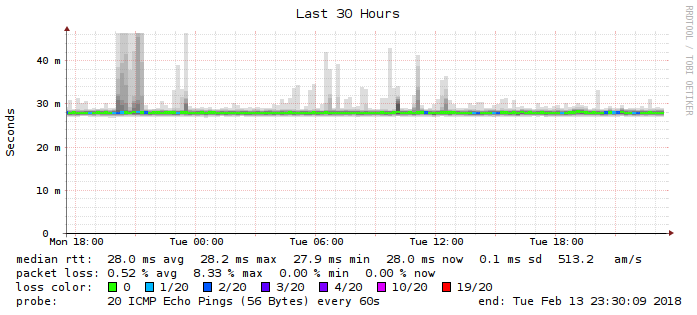 Last 30 Hours
RRDTOOL / TOBI OETIKER
Seconds
40 m
30 m
20 m
10 m
0
Mon 18:00 Tue 00:00 Tue 06:00 Tue 12:00 Tue 18:00
median rtt: 28.0 ms avg 28.2 ms max 27.9 ms min 28.0 ms now 0.1 ms sd 513.2 am/s
packet loss: 0.52 % avg 8.33 % max 0.00 % min 0.00 % now
loss color: 0 1/20 2/20 3/20 4/20 10/20 19/20
probe: 20 ICMP Echo Pings (56 Bytes) every 60s end: Tue Feb 13 23:30:09 2018